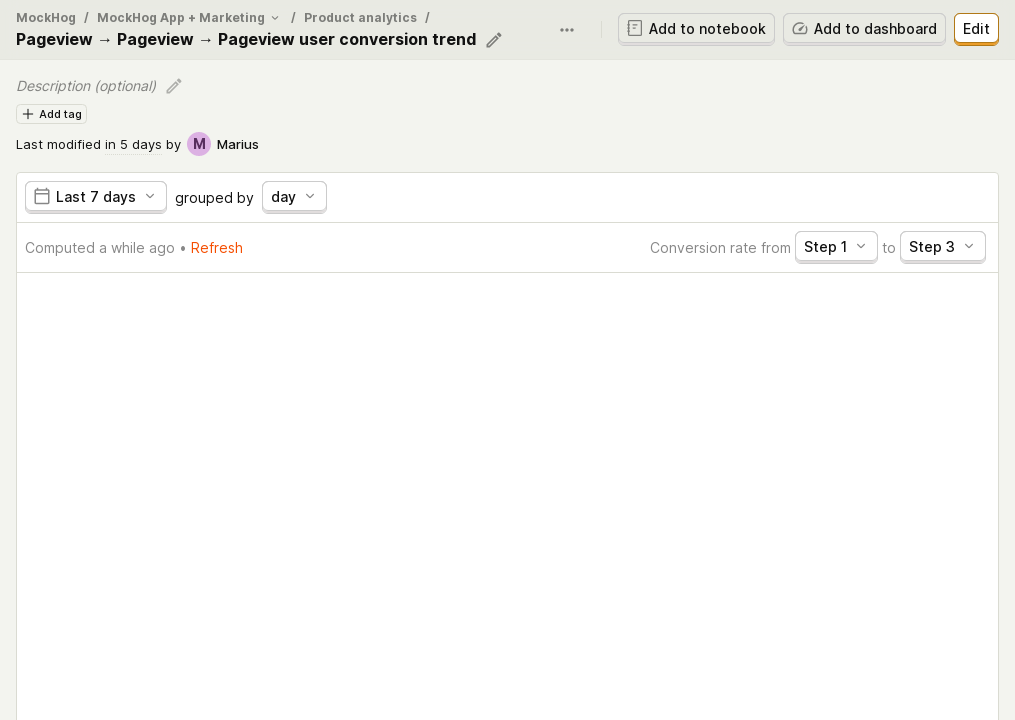 MockHog / MockHog App + Marketing / Product analytics /
Pageview → Pageview → Pageview user conversion trend
Add to notebook
Add to dashboard
Edit
Description (optional)
Add tag
Last modified in 5 days by M Marius
Last 7 days grouped by day
Computed a while ago • Refresh
Conversion rate from Step 1 to Step 3